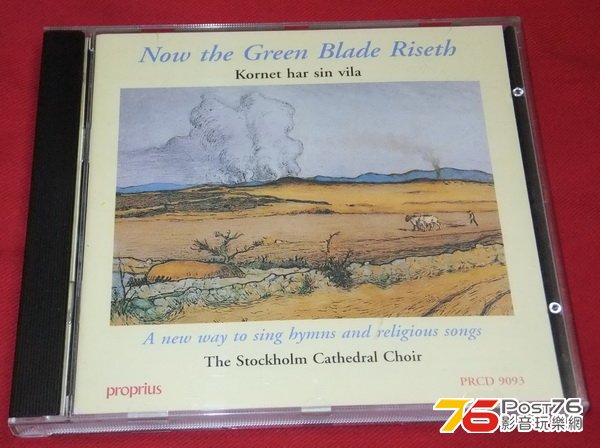 Now the Green Blade Riseth
Kornet har sin vila
A new way to sing hymns and religious songs
The Stockholm Cathedral Choir
proprius
PRCD 9093
76 POST76
影音玩樂網